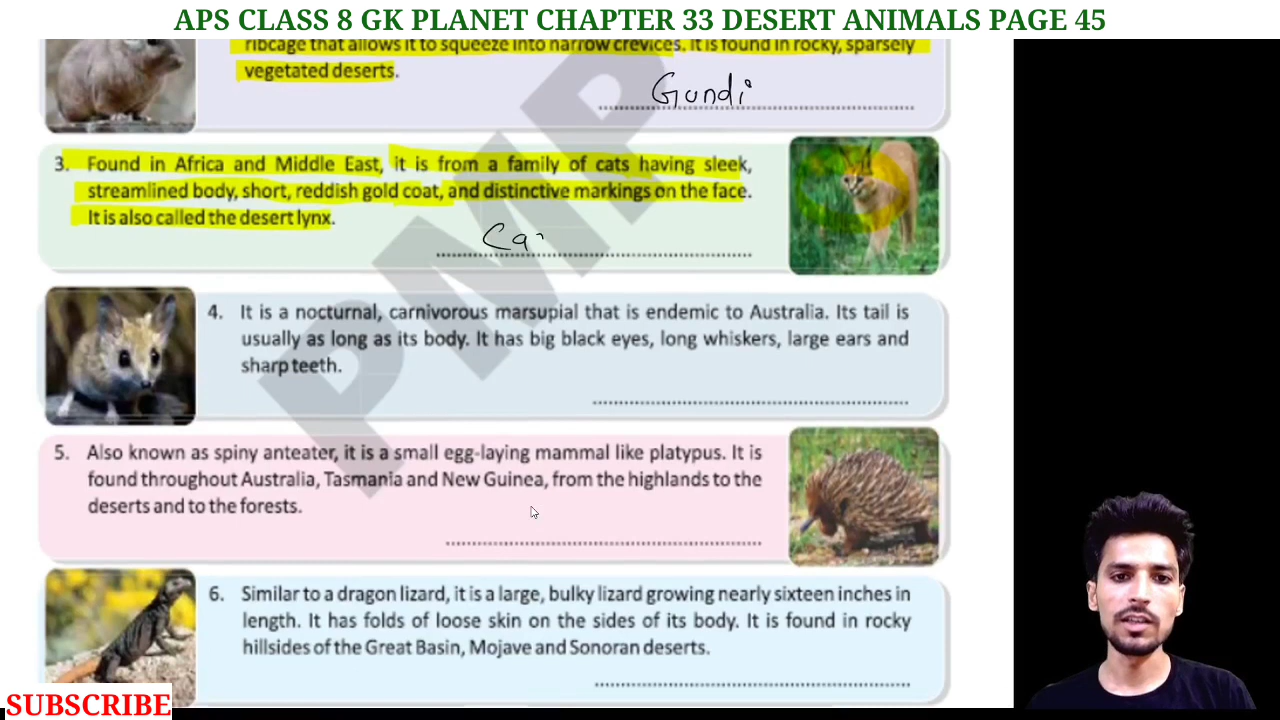 APS CLASS 8 GK PLANET CHAPTER 33 DESERT ANIMALS PAGE 45
ribcage that allows it to squeeze into narrow crevices. It is found in rocky, sparsely
vegetated deserts.
Gundi
3. Found in Africa and Middle East, it is from a family of cats having sleek,
streamlined body, short, reddish gold coat, and distinctive markings on the face.
It is also called the desert lynx.
Ca
4. It is a nocturnal, carnivorous marsupial that is endemic to Australia. Its tail is
usually as long as its body. It has big black eyes, long whiskers, large ears and
sharp teeth.
5. Also known as spiny anteater, it is a small egg-laying mammal like platypus. It is
found throughout Australia, Tasmania and New Guinea, from the highlands to the
deserts and to the forests.
6. Similar to a dragon lizard, it is a large, bulky lizard growing nearly sixteen inches in
length. It has folds of loose skin on the sides of its body. It is found in rocky
hillsides of the Great Basin, Mojave and Sonoran deserts.
PMP
SUBSCRIBE